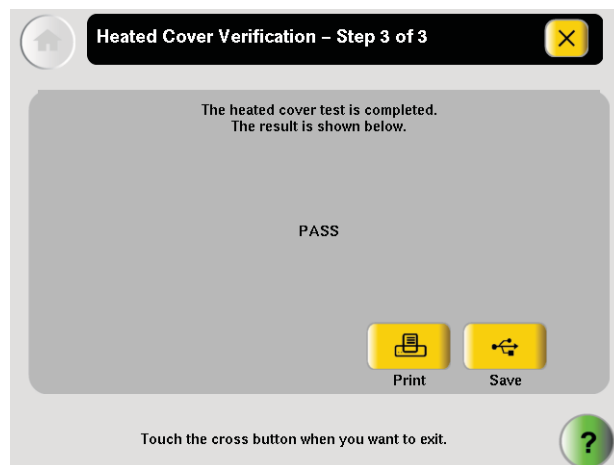 Heated Cover Verification – Step 3 of 3
The heated cover test is completed.
The result is shown below.
PASS
Print
Save
Touch the cross button when you want to exit.
?